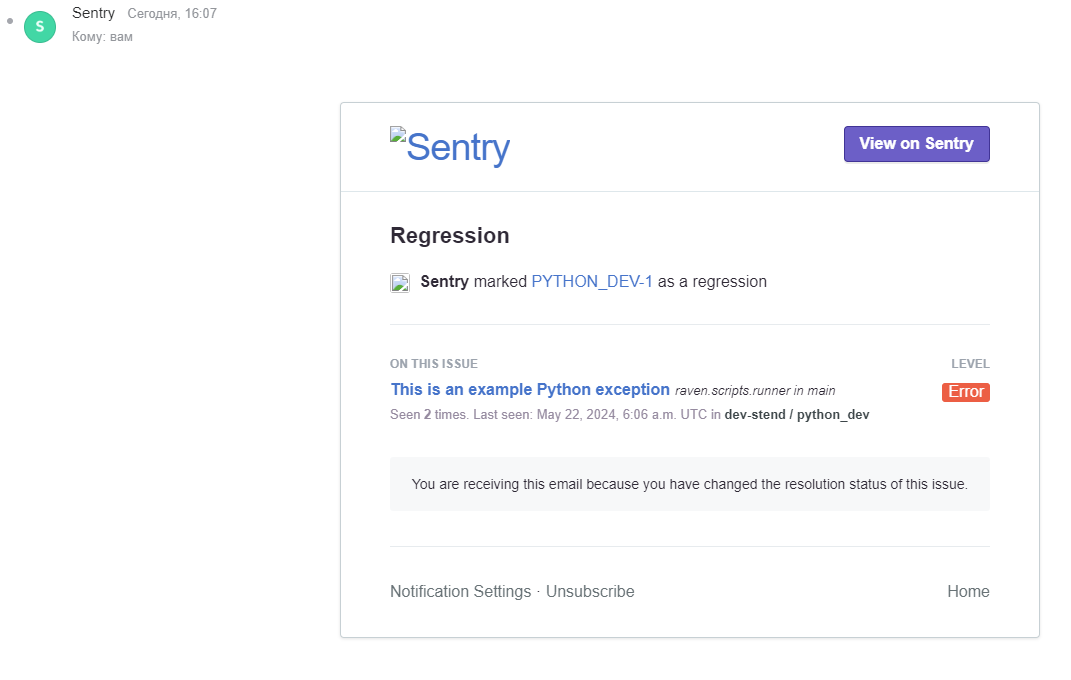 S
Sentry Сегодня, 16:07
Кому: вам
Sentry
View on Sentry
Regression
Sentry marked PYTHON_DEV-1 as a regression
ON THIS ISSUE LEVEL
This is an example Python exception raven.scripts.runner in main Error
Seen 2 times. Last seen: May 22, 2024, 6:06 a.m. UTC in dev-stend / python_dev
You are receiving this email because you have changed the resolution status of this issue.
Notification Settings · Unsubscribe Home